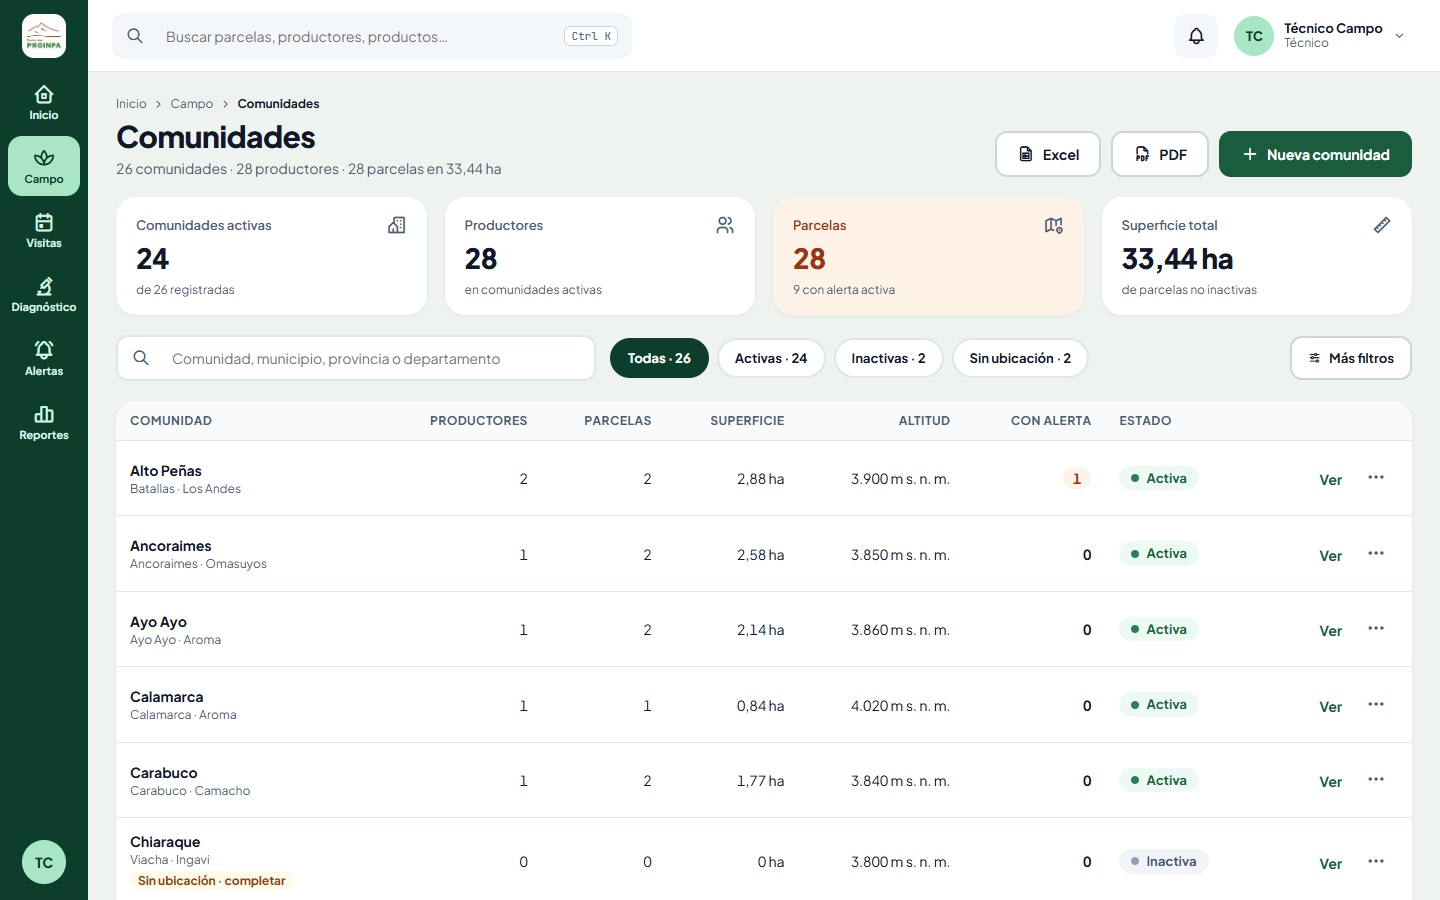 PROINPA
Buscar parcelas, productores, productos...
Ctrl K
TC
Técnico Campo
Técnico
Inicio
Campo
Visitas
Diagnóstico
Alertas
Reportes
TC
Inicio > Campo > Comunidades
Comunidades
26 comunidades · 28 productores · 28 parcelas en 33,44 ha
Excel
PDF
+ Nueva comunidad
Comunidades activas
24
de 26 registradas
Productores
28
en comunidades activas
Parcelas
28
9 con alerta activa
Superficie total
33,44 ha
de parcelas no inactivas
Comunidad, municipio, provincia o departamento
Todas · 26
Activas · 24
Inactivas · 2
Sin ubicación · 2
Más filtros
COMUNIDAD PRODUCTORES PARCELAS SUPERFICIE ALTITUD CON ALERTA ESTADO
Alto Peñas
Batallas · Los Andes
2 2 2,88 ha 3.900 m s. n. m. 1 Activa Ver ···
Ancoraimes
Ancoraimes · Omasuyos
1 2 2,58 ha 3.850 m s. n. m. 0 Activa Ver ···
Ayo Ayo
Ayo Ayo · Aroma
1 2 2,14 ha 3.860 m s. n. m. 0 Activa Ver ···
Calamarca
Calamarca · Aroma
1 1 0,84 ha 4.020 m s. n. m. 0 Activa Ver ···
Carabuco
Carabuco · Camacho
1 2 1,77 ha 3.840 m s. n. m. 0 Activa Ver ···
Chiaraque
Viacha · Ingavi
Sin ubicación · completar
0 0 0 ha 3.800 m s. n. m. 0 Inactiva Ver ···